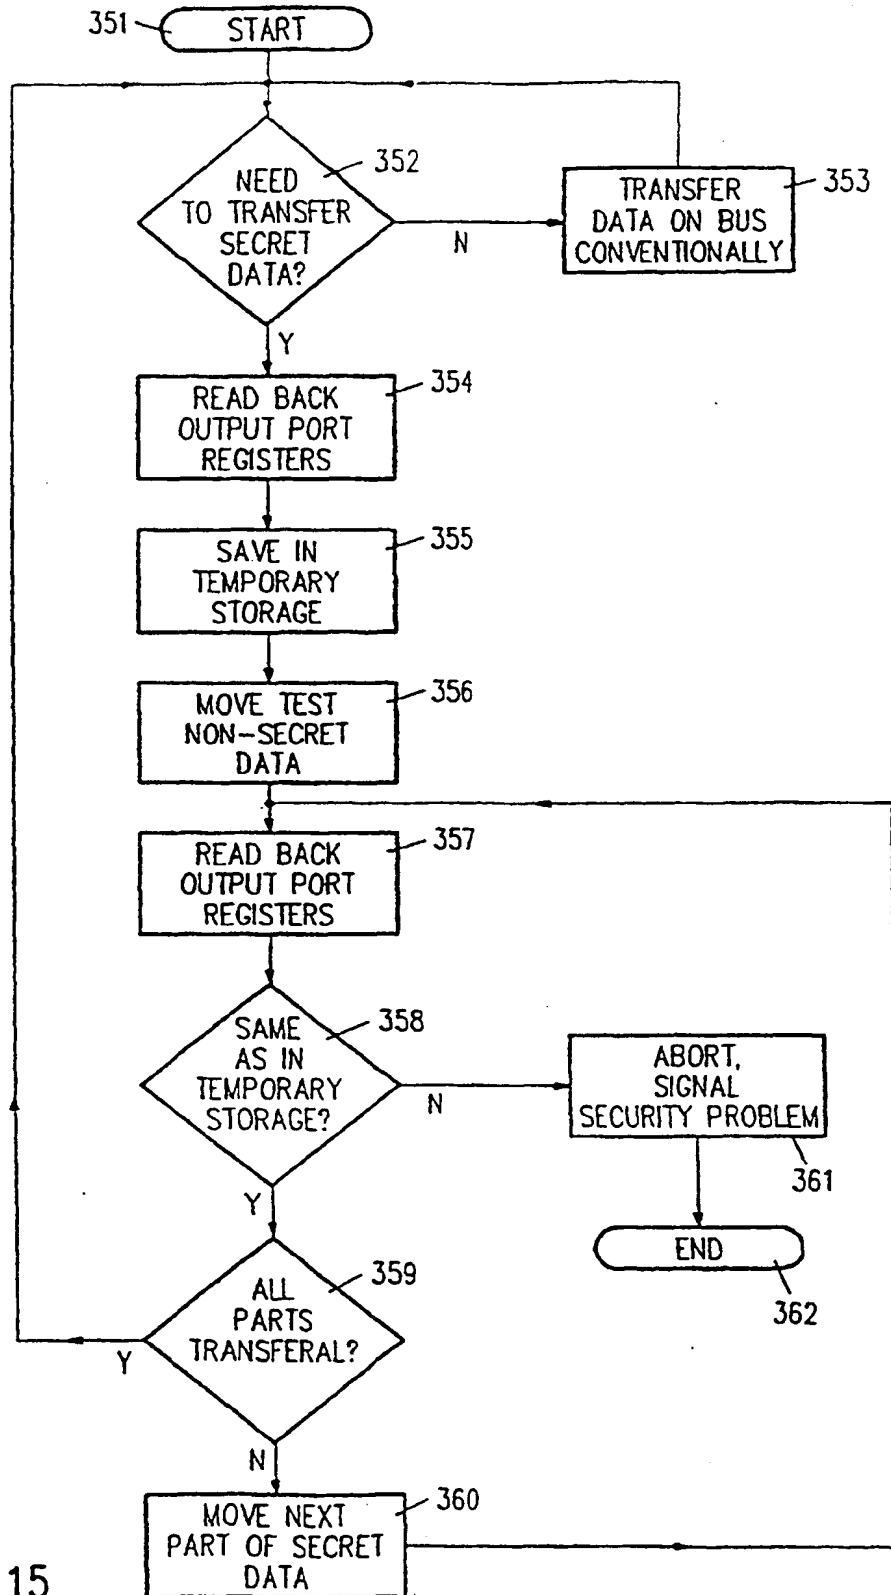 351
START
352
NEED
TO TRANSFER
SECRET
DATA?
N
Y
353
TRANSFER
DATA ON BUS
CONVENTIONALLY
354
READ BACK
OUTPUT PORT
REGISTERS
355
SAVE IN
TEMPORARY
STORAGE
356
MOVE TEST
NON-SECRET
DATA
357
READ BACK
OUTPUT PORT
REGISTERS
358
SAME
AS IN
TEMPORARY
STORAGE?
N
Y
ABORT,
SIGNAL
SECURITY PROBLEM
361
END
362
359
ALL
PARTS
TRANSFERAL?
Y
N
360
MOVE NEXT
PART OF SECRET
DATA
15